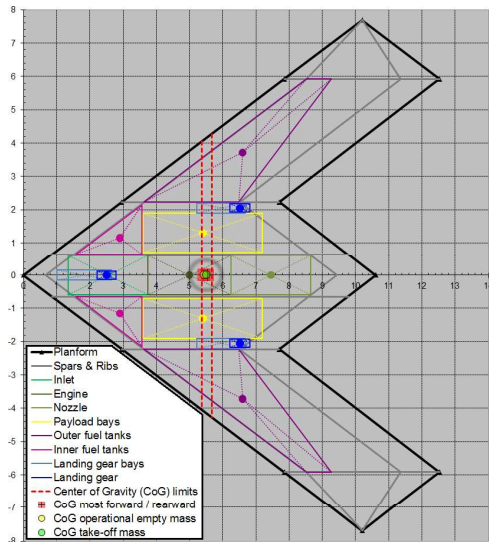 8
7
6
5
4
3
2
1
0
0 1 2 3 4 5 6 7 8 9 10 11 12 13 14
-1
-2
-3
-4
-5
-6
-7
-8
Planform
Spars & Ribs
Inlet
Engine
Nozzle
Payload bays
Outer fuel tanks
Inner fuel tanks
Landing gear bays
Landing gear
Center of Gravity (CoG) limits
CoG most forward / rearward
CoG operational empty mass
CoG take-off mass